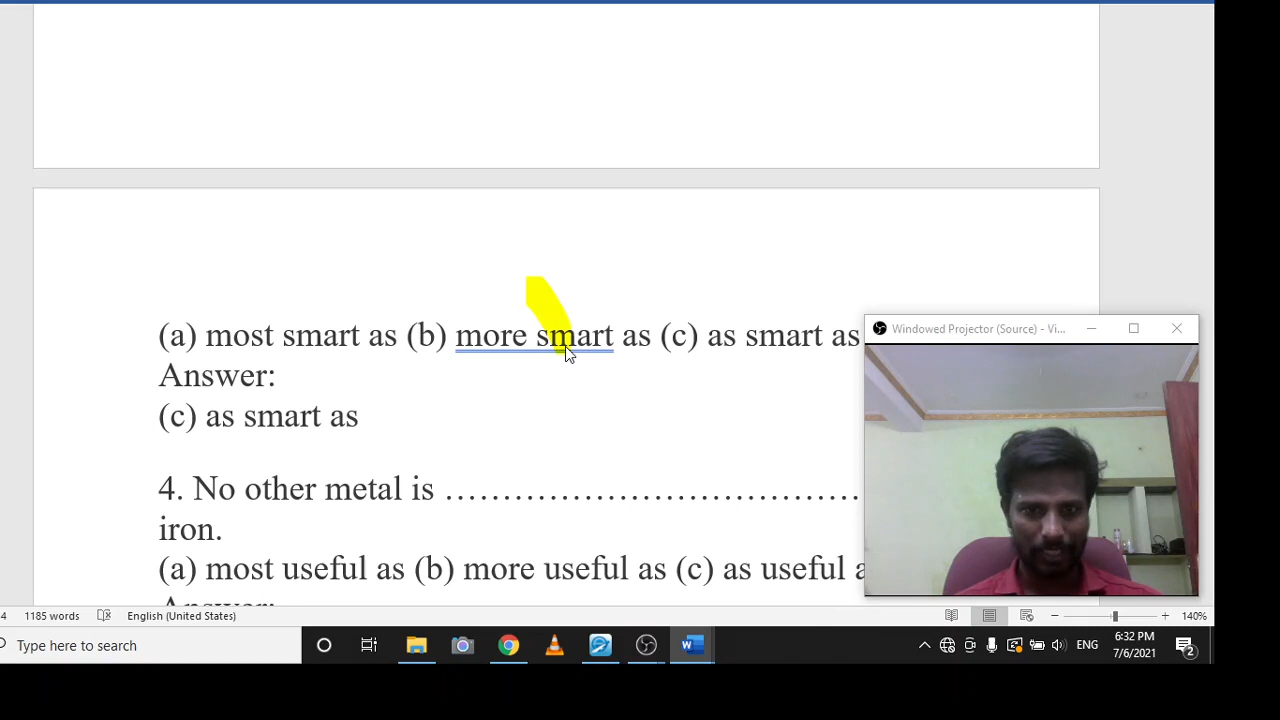 (a) most smart as (b) more smart as (c) as smart as
Answer:
(c) as smart as
4. No other metal is ……………………………
iron.
(a) most useful as (b) more useful as (c) as useful
Answer:
Windowed Projector (Source) - Vi...
4 1185 words English (United States) 140%
Type here to search
ENG
6:32 PM
7/6/2021
2